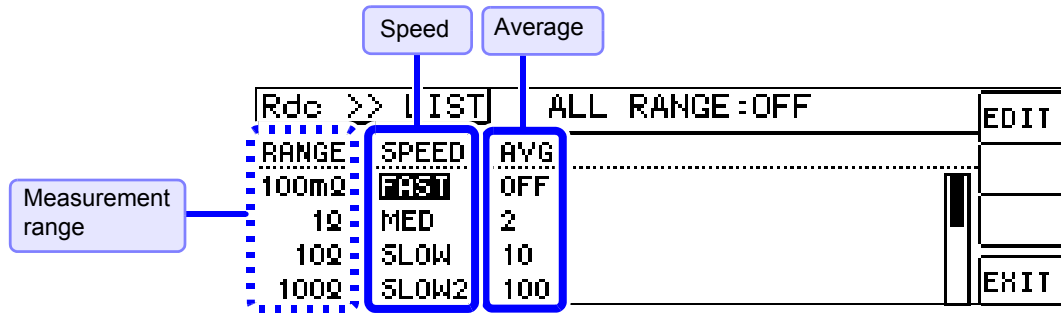 Speed Average
Rdc >> LIST ALL RANGE:OFF EDIT
RANGE SPEED AVG
Measurement range
100mΩ FAST OFF
1Ω MED 2
10Ω SLOW 10
100Ω SLOW2 100
EXIT